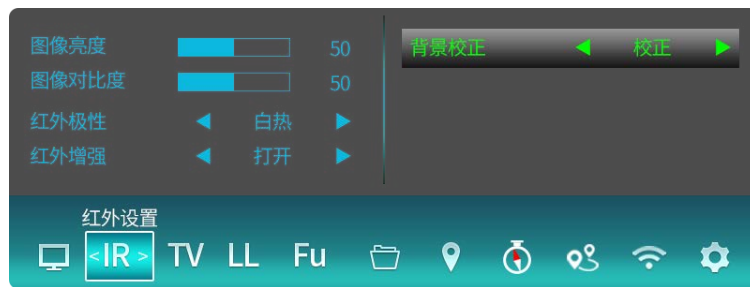 图像亮度 50
图像对比度 50
红外极性 白热
红外增强 打开
背景校正 校正
红外设置
<IR> TV LL Fu